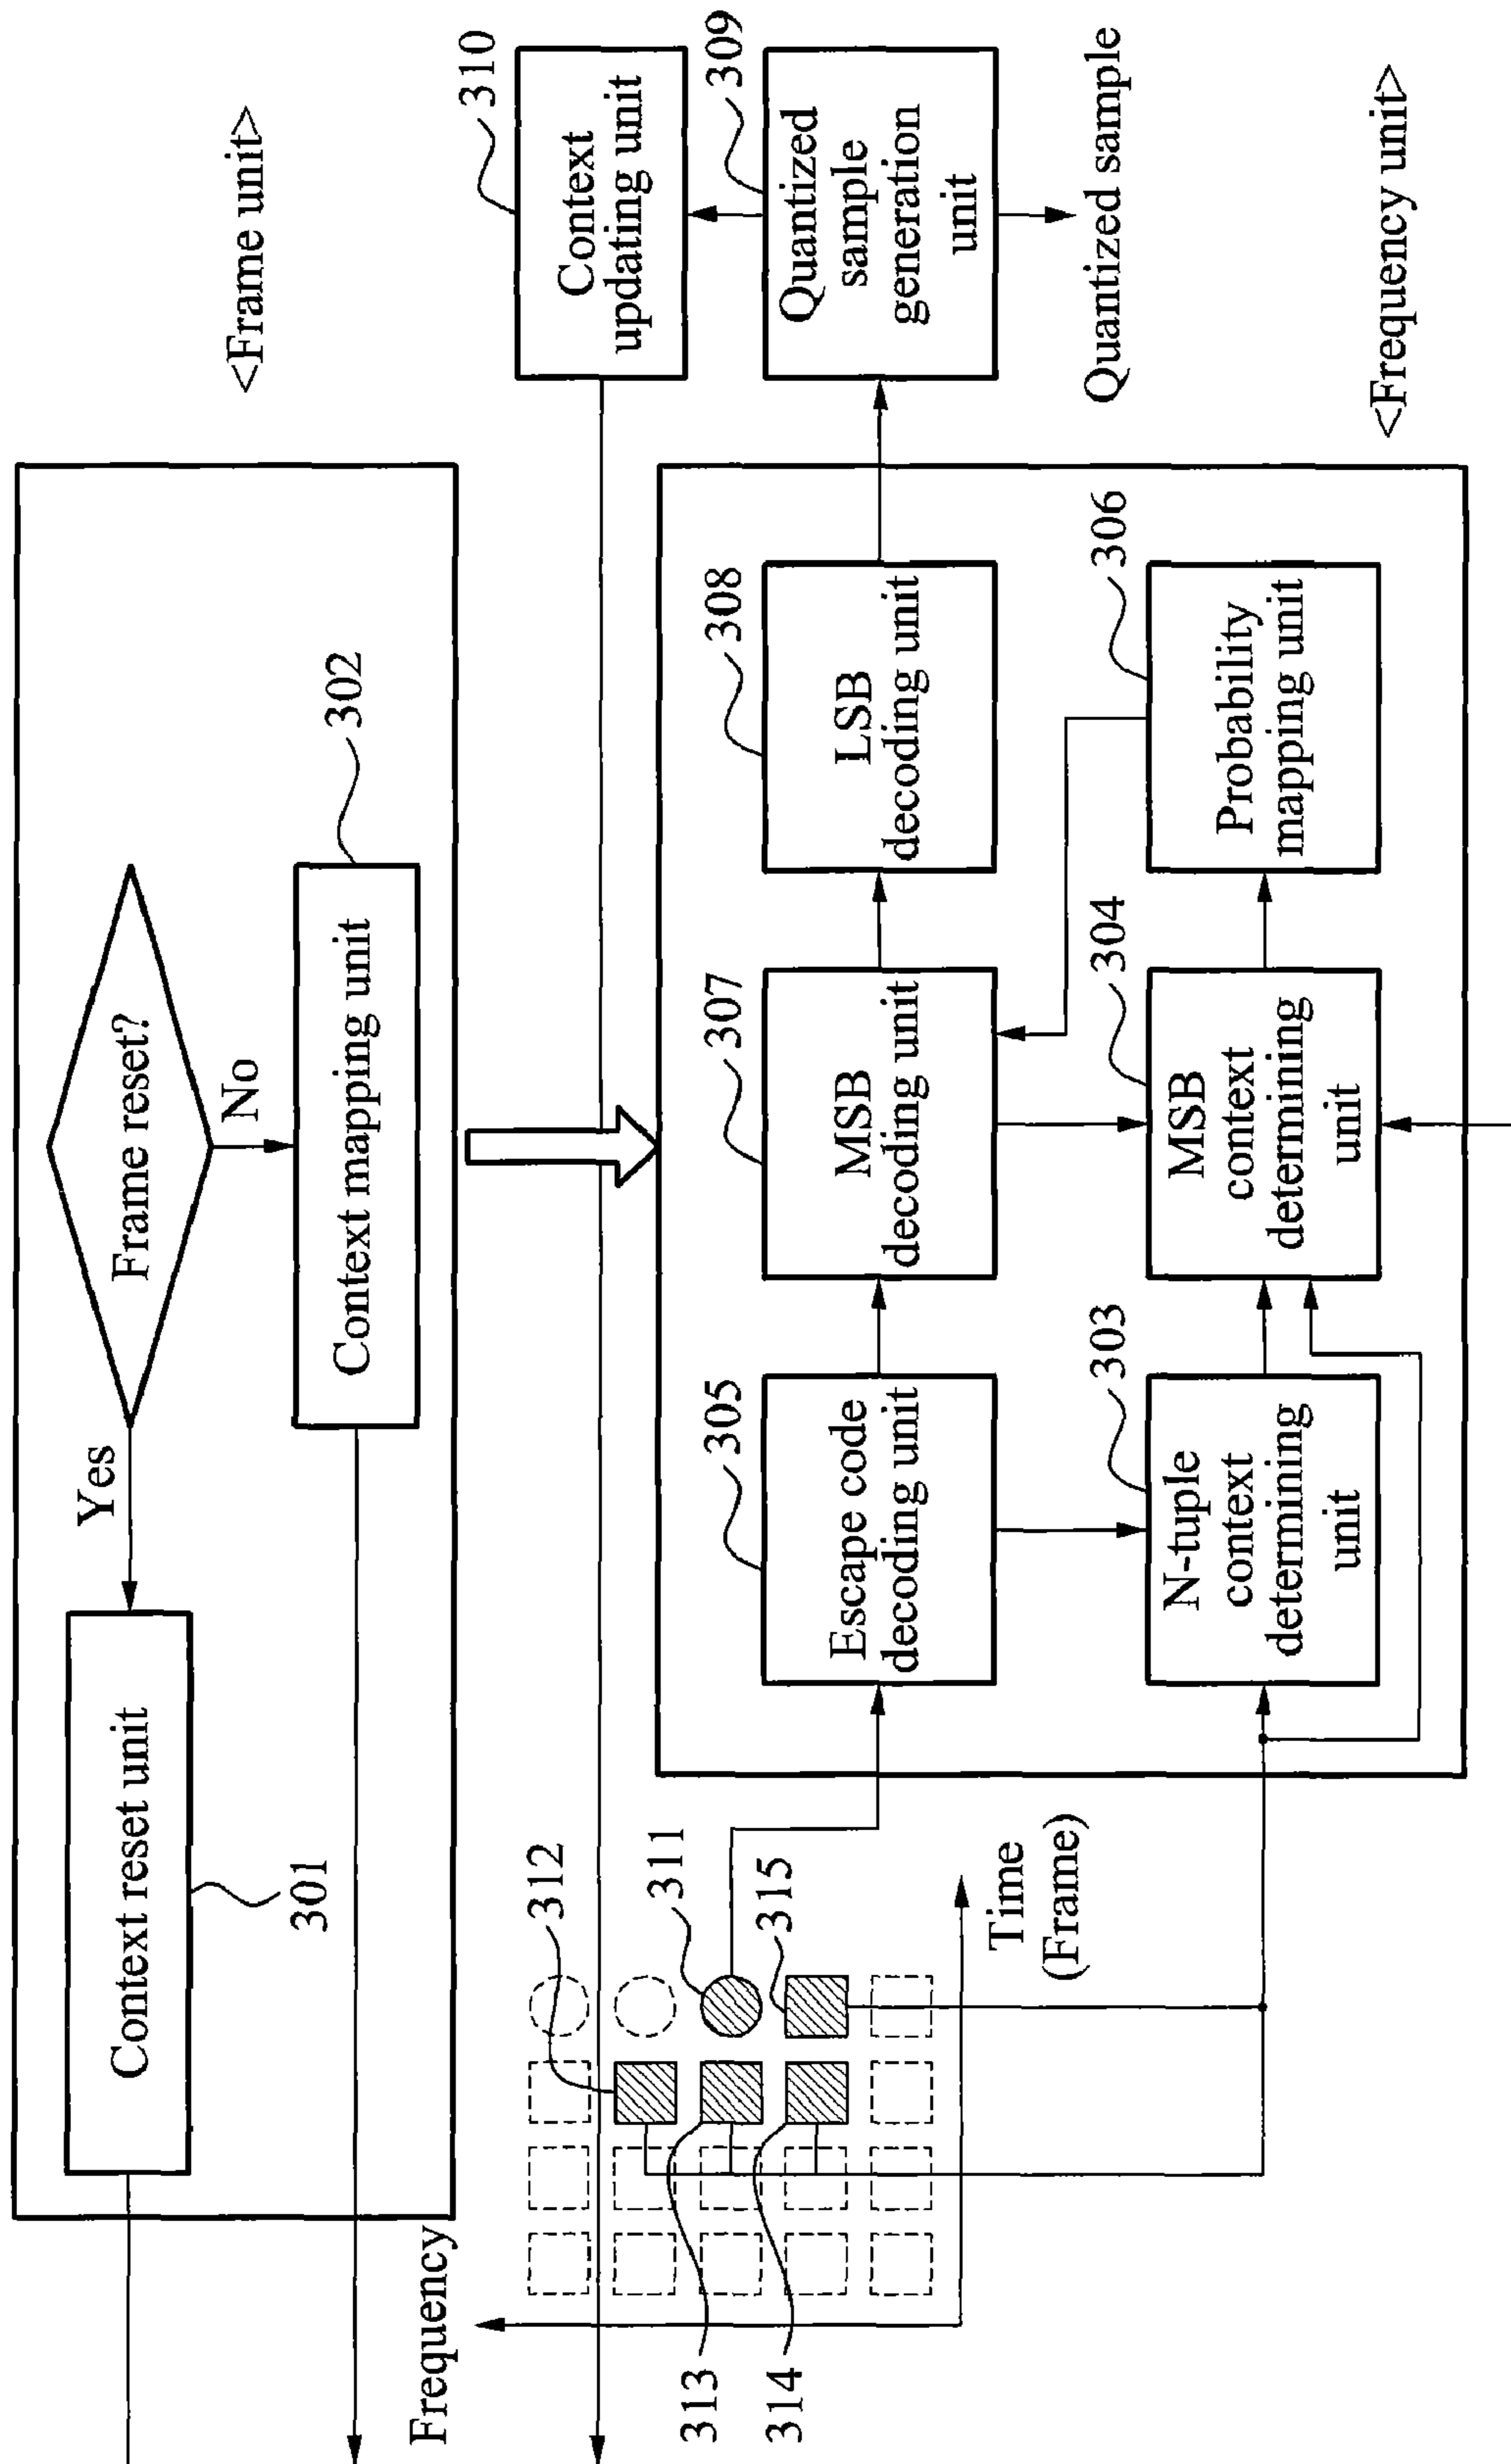 <Frame unit>
Frame reset?
Yes
No
Context reset unit
301
Context mapping unit
302
Context
updating unit
310
Frequency
312
311
315
313
314
Time
(Frame)
Escape code
decoding unit
305
MSB
decoding unit
307
LSB
decoding unit
308
Quantized
sample
generation
unit
309
Quantized sample
N-tuple
context
determining
unit
303
MSB
context
determining
unit
304
Probability
mapping unit
306
<Frequency unit>